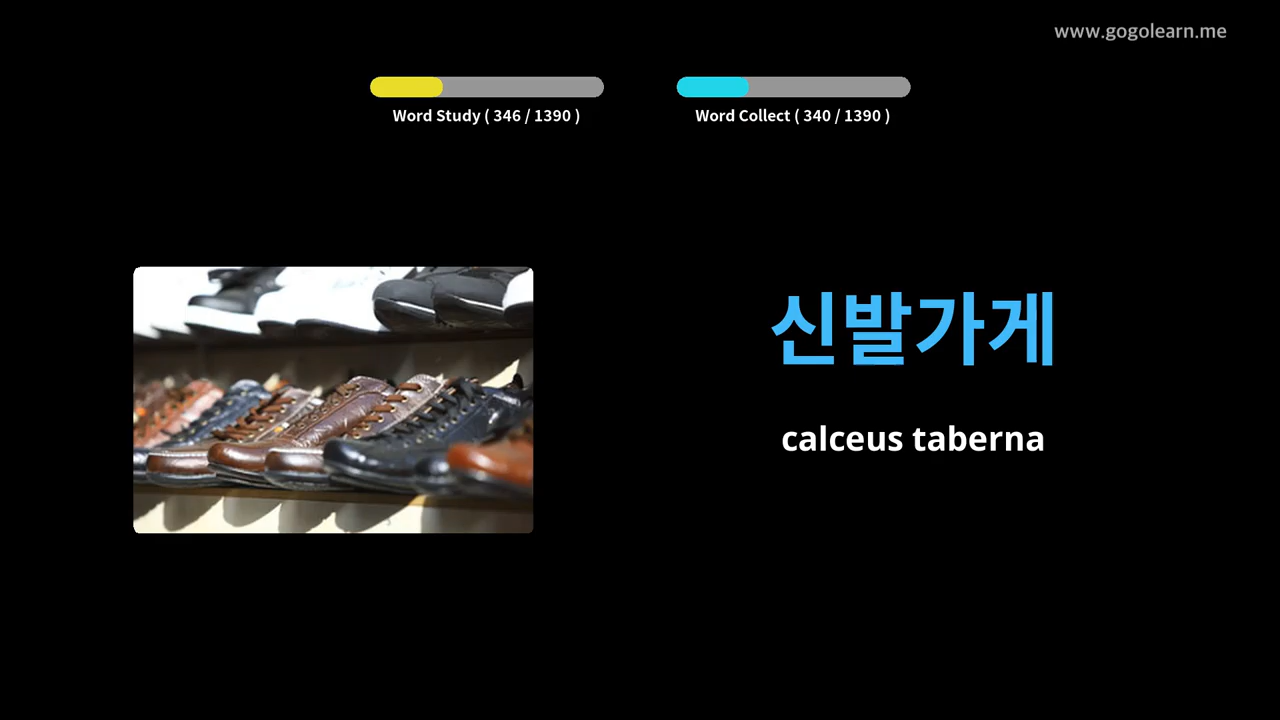 www.gogolearn.me
Word Study ( 346 / 1390 )
Word Collect ( 340 / 1390 )
신발가게
calceus taberna